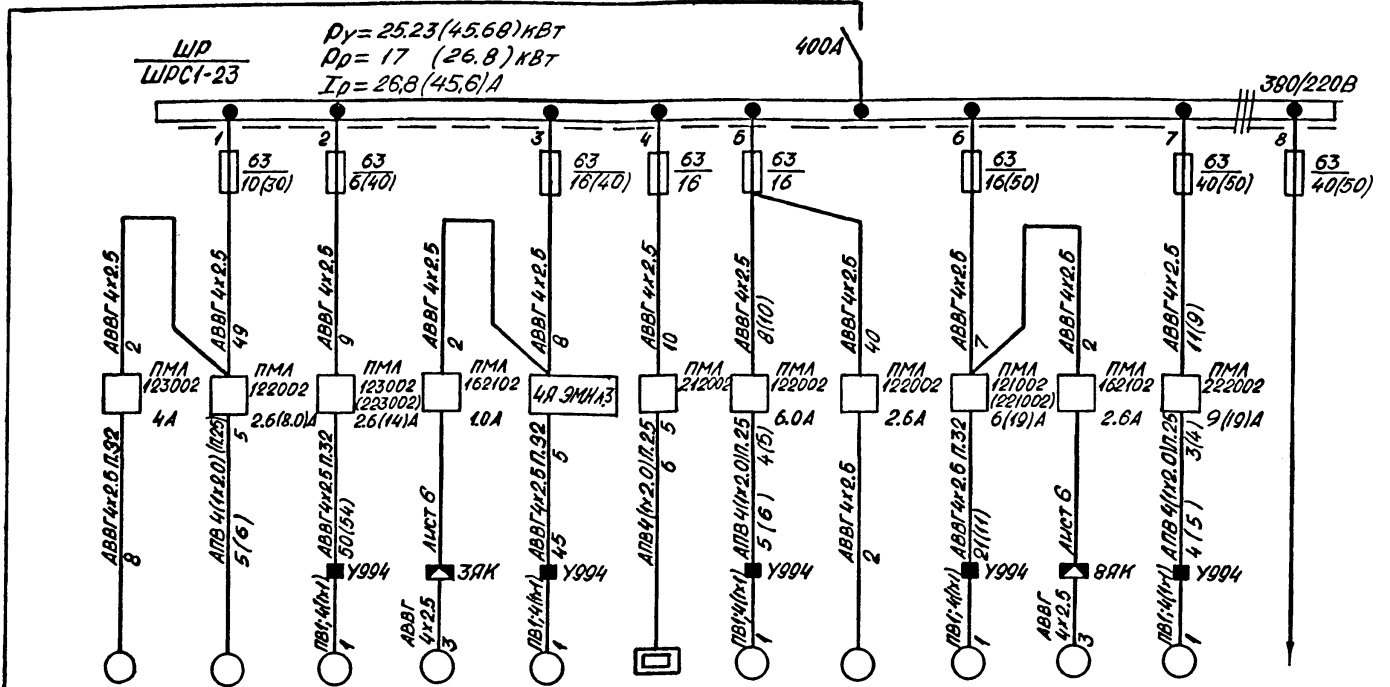 ШР
ШРС1-23
Ру= 25.23(45.68)кВт
Рр= 17 (26.8)кВт
Iр= 26,8(45,6)А
400А
380/220В
1
2
3
4
5
6
7
8
63
10(30)
63
6(40)
63
16(40)
63
16
63
16
63
16(50)
63
40(50)
63
40(50)
АВВГ 4х2.5
2
АВВГ 4х2.5
49
АВВГ 4х2.5
9
АВВГ 4х2.5
2
АВВГ 4х2.5
8
АВВГ 4х2.5
10
АВВГ 4х2.5
8(10)
АВВГ 4х2.5
40
АВВГ 4х2.5
7
АВВГ 4х2.5
2
АВВГ 4х2.5
11(9)
ПМЛ
123002
4А
ПМЛ
122002
2.6(8.0)А
ПМЛ
123002
(223002)
2.6(14)А
ПМЛ
162102
1.0А
4Я ЭМН13
ПМЛ
212002
ПМЛ
122002
6.0А
ПМЛ
122002
2.6А
ПМЛ
121002
(221002)
6(19)А
ПМЛ
162102
2.6А
ПМЛ
222002
9(19)А
АВВГ 4х2.5 П.32
8
АПВ 4(1х2.0)(П.25)
5
5(6)
АВВГ 4х2.5 П.32
50(54)
Лист 6
АВВГ 4х2.5 П.32
5
45
АПВ 4(1х2.0)П.25
5
6
АПВ 4(1х2.0)П.25
4(5)
5(6)
АВВГ 4х2.5
2
АВВГ 4х2.5 П.32
21(11)
Лист 6
АПВ 4(1х2.0)П.25
3(4)
4(5)
У994
3ЯК
У994
У994
У994
8ЯК
У994
ПВ1;4(1х1)
1
АВВГ
4х2.5
3
ПВ1;4(1х1)
1
ПВ1;4(1х1)
1
ПВ1;4(1х1)
1
АВВГ
4х2.5
3
ПВ1;4(1х1)
1